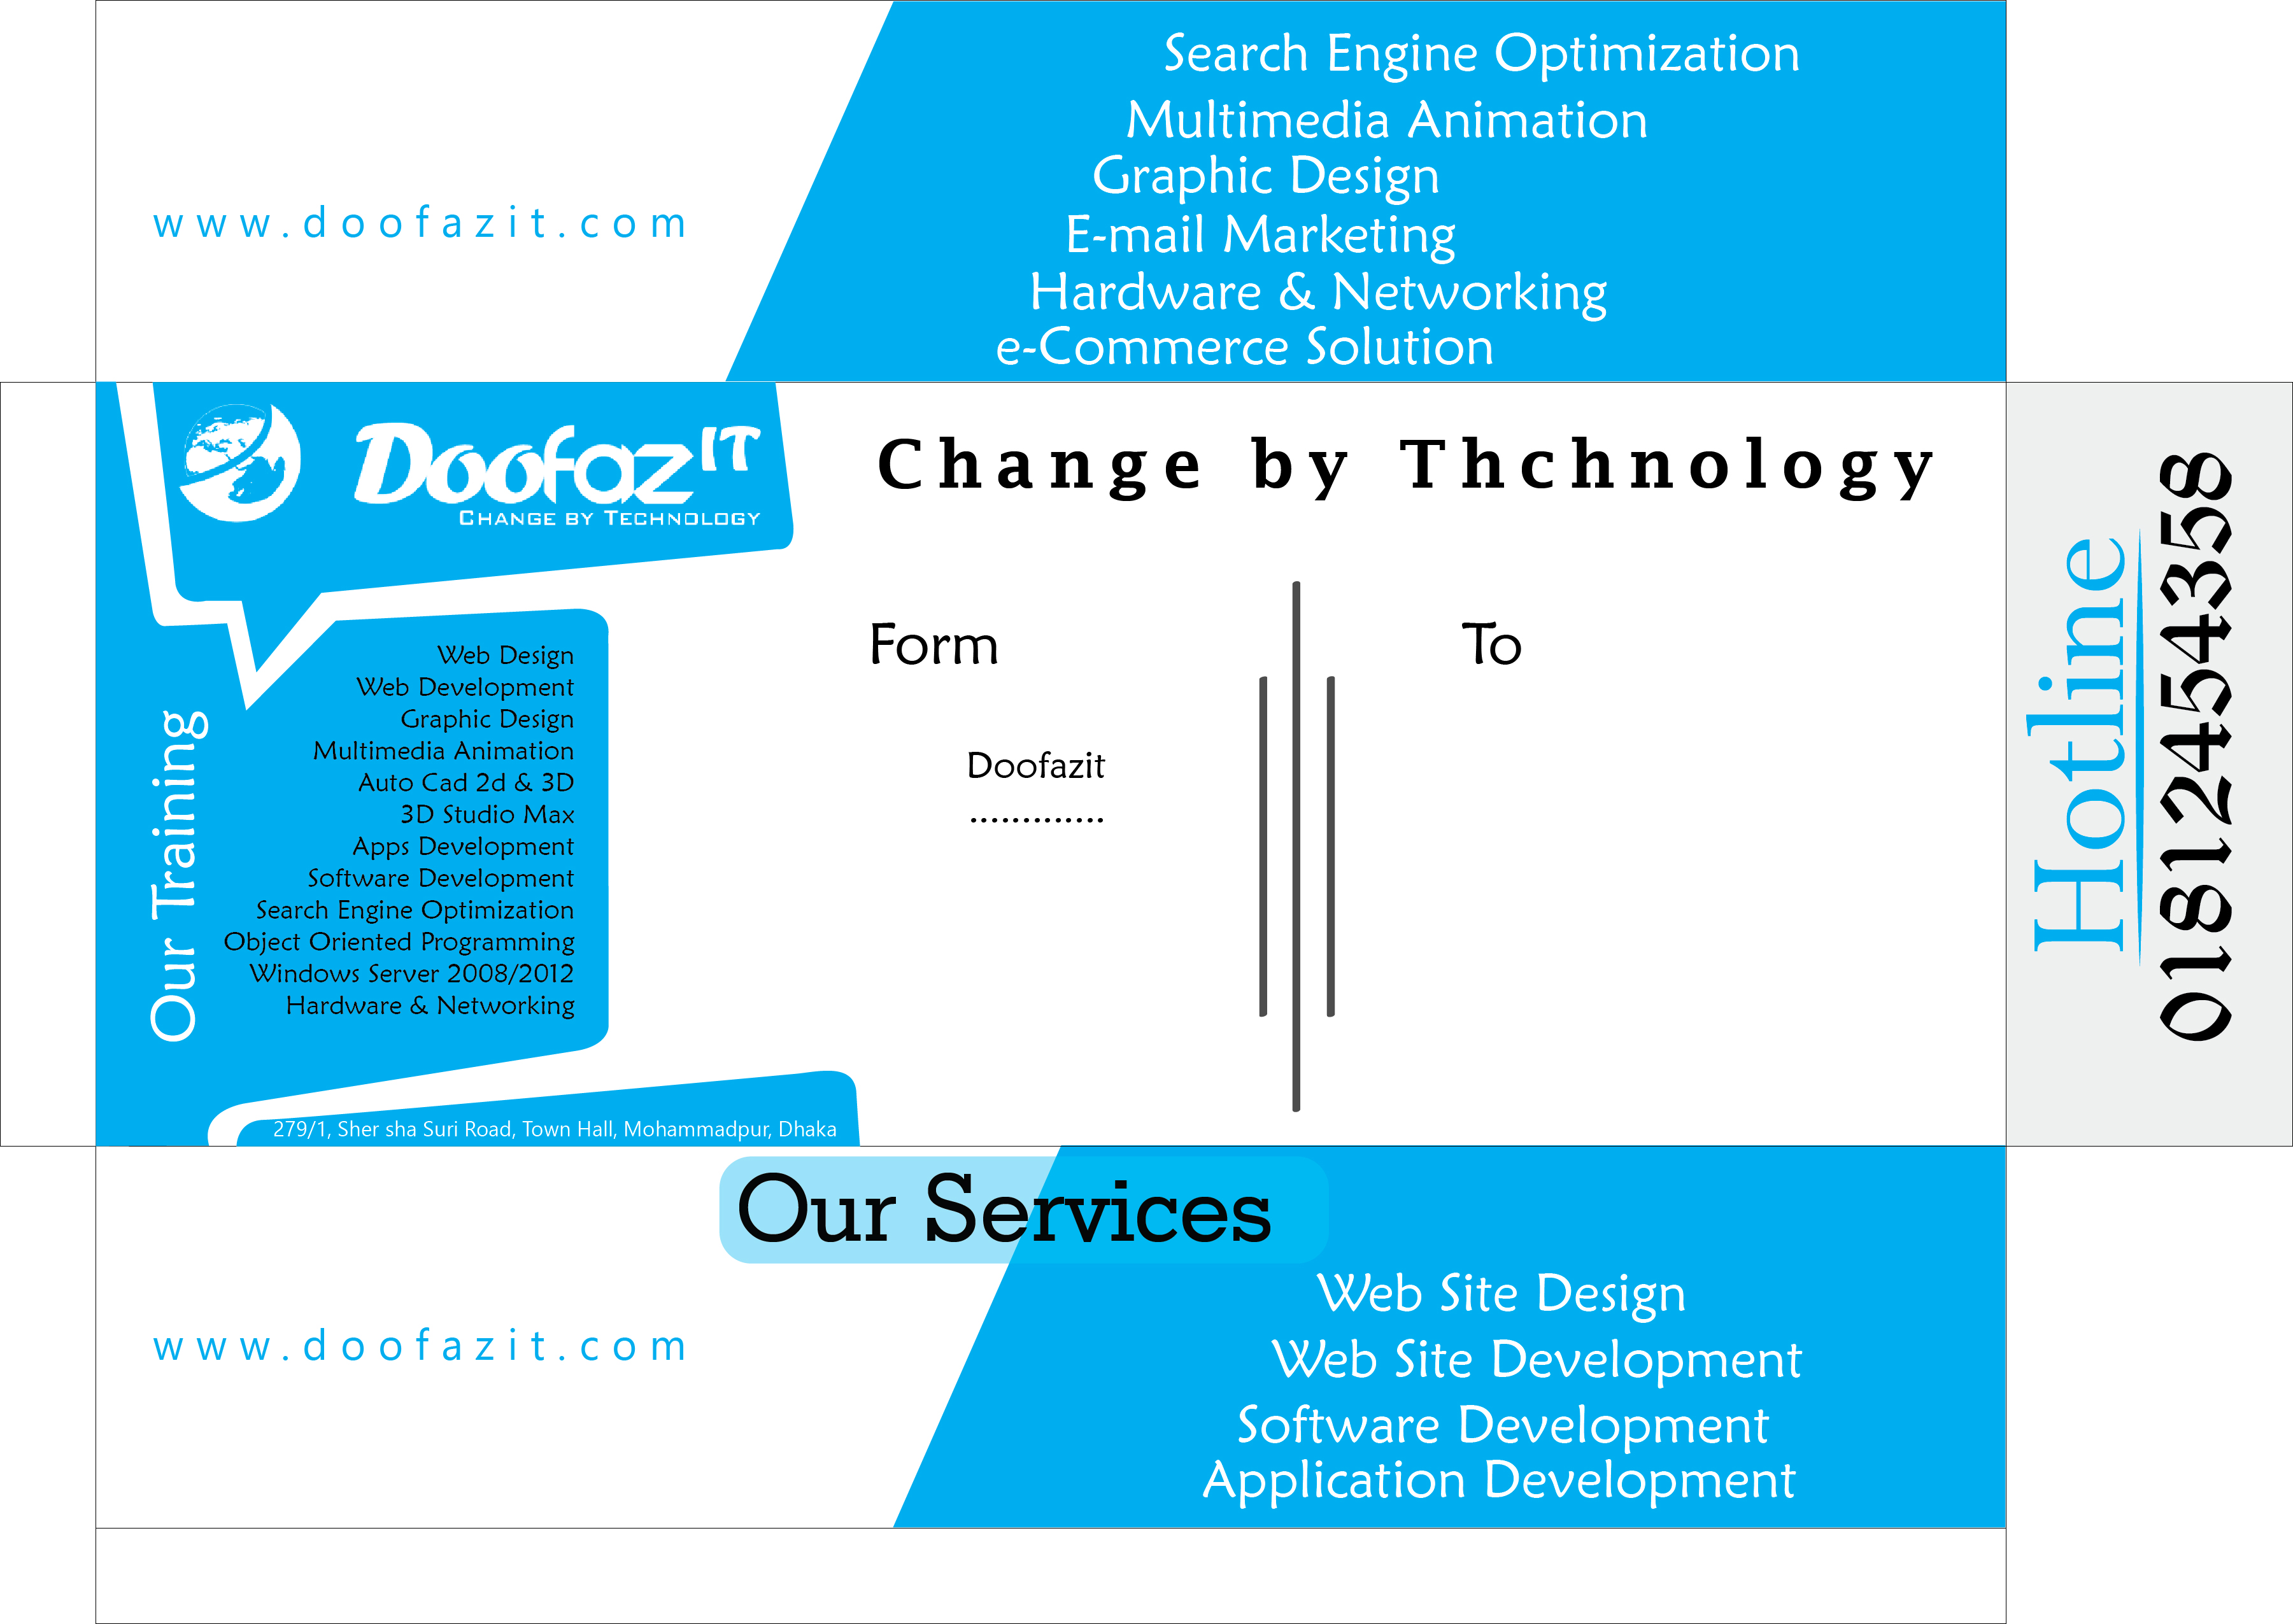 Search Engine Optimization
Multimedia Animation
Graphic Design
E-mail Marketing
Hardware & Networking
e-Commerce Solution
www.doofazit.com
Doofaz IT
Change by Technology
Change by Thchnology
Our Training
Web Design
Web Development
Graphic Design
Multimedia Animation
Auto Cad 2d & 3D
3D Studio Max
Apps Development
Software Development
Search Engine Optimization
Object Oriented Programming
Windows Server 2008/2012
Hardware & Networking
279/1, Sher sha Suri Road, Town Hall, Mohammadpur, Dhaka
Form
Doofazit
.............
To
Hotline
01812454358
Our Services
www.doofazit.com
Web Site Design
Web Site Development
Software Development
Application Development